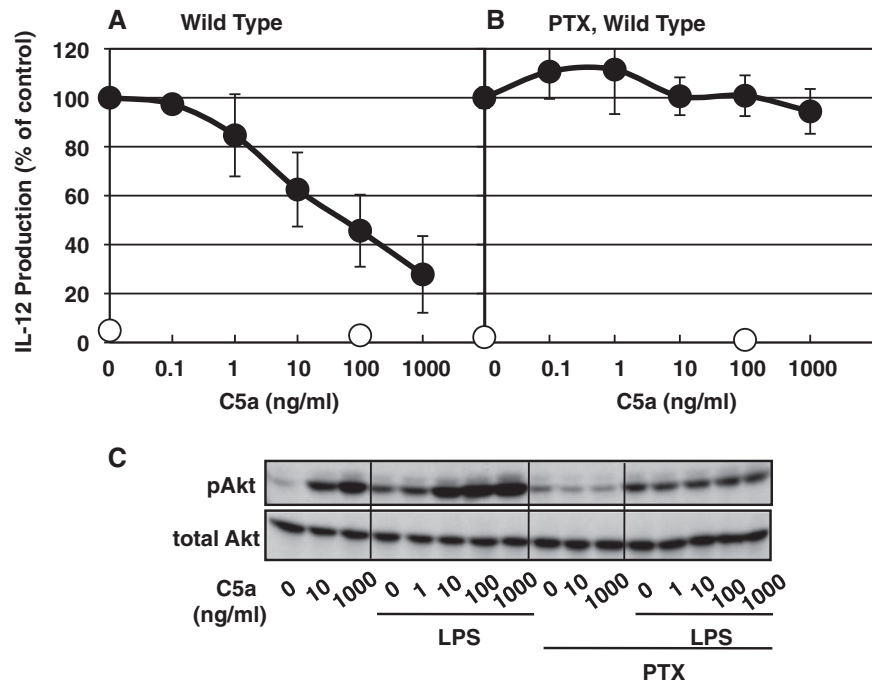 A Wild Type
B PTX, Wild Type
IL-12 Production (% of control)
120
100
80
60
40
20
0
0 0.1 1 10 100 1000
0 0.1 1 10 100 1000
C5a (ng/ml)
C5a (ng/ml)
C
pAkt
total Akt
C5a (ng/ml)
0 10 1000 0 1 10 100 1000 0 10 1000 0 1 10 100 1000
LPS
LPS
PTX